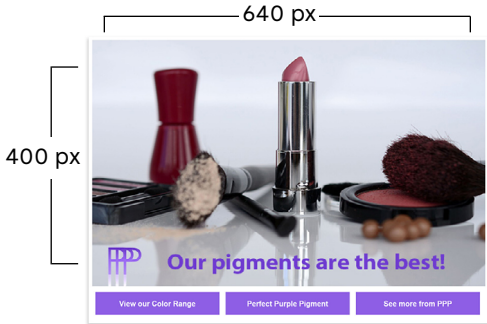 640 px
400 px
PPP
Our pigments are the best!
View our Color Range
Perfect Purple Pigment
See more from PPP